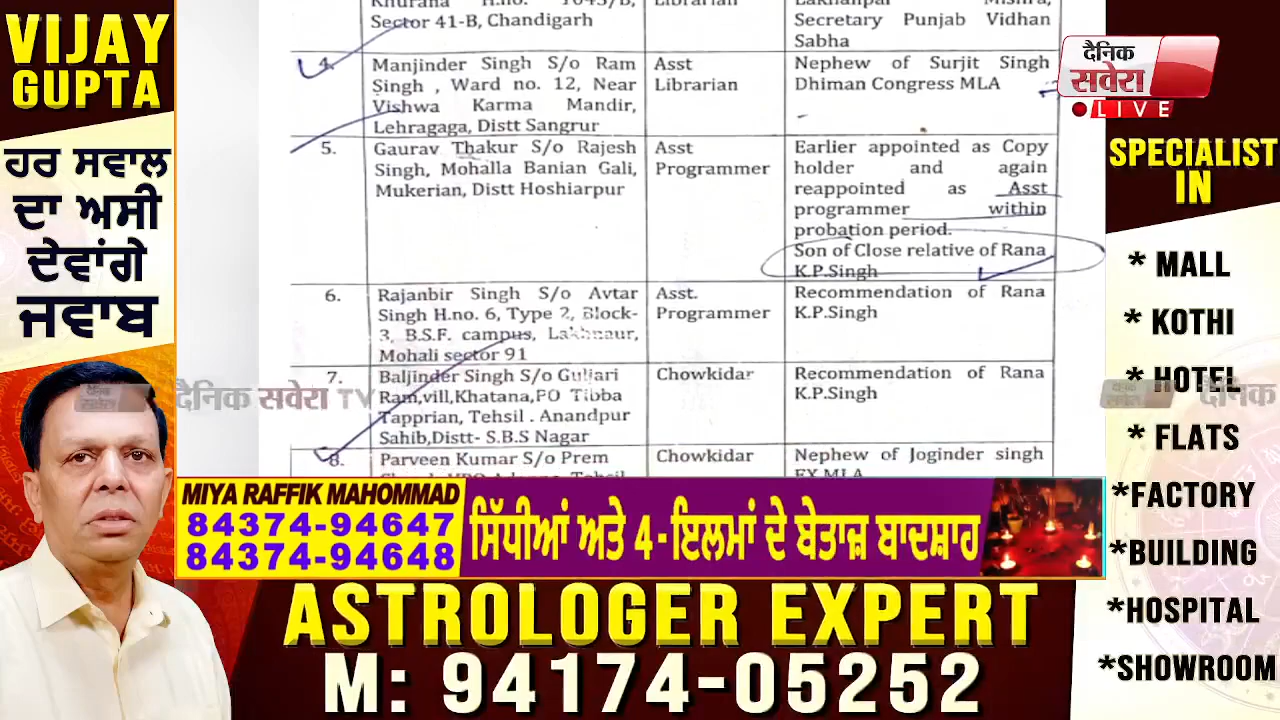 VIJAY
GUPTA
ਹਰ ਸਵਾਲ
ਦਾ ਅਸੀ
ਦੇਵਾਂਗੇ
ਜਵਾਬ
Sector 41-B, Chandigarh
Librarian
Secretary Punjab Vidhan
Sabha
4.
Manjinder Singh S/o Ram
Singh , Ward no. 12, Near
Vishwa Karma Mandir,
Lehragaga, Distt Sangrur
Asst
Librarian
Nephew of Surjit Singh
Dhiman Congress MLA
5.
Gaurav Thakur S/o Rajesh
Singh, Mohalla Banian Gali,
Mukerian, Distt Hoshiarpur
Asst
Programmer
Earlier appointed as Copy
holder and again
reappointed as Asst
programmer within
probation period.
Son of Close relative of Rana
K.P.Singh
6.
Rajanbir Singh S/o Avtar
Singh H.no. 6, Type 2, Block-
3, B.S.F. campus, Lakhnaur,
Mohali sector 91
Asst.
Programmer
Recommendation of Rana
K.P.Singh
7.
Baljinder Singh S/o Guljari
Ram,vill,Khatana,PO Tibba
Tapprian, Tehsil . Anandpur
Sahib,Distt- S.B.S Nagar
Chowkidar
Recommendation of Rana
K.P.Singh
8.
Parveen Kumar S/o Prem
Chowkidar
Nephew of Joginder singh
EX MLA
ਦੈਨਿਕ
ਸਵੇਰਾ
LIVE
ਦੈਨਿਕ ਸਵੇਰਾ TV
ਦੈਨਿਕ
SPECIALIST
IN
* MALL
* KOTHI
* HOTEL
* FLATS
*FACTORY
*BUILDING
*HOSPITAL
*SHOWROOM
MIYA RAFFIK MAHOMMAD
84374-94647
84374-94648
ਸਿੱਧੀਆਂ ਅਤੇ 4-ਇਲਮਾਂ ਦੇ ਬੇਤਾਜ਼ ਬਾਦਸ਼ਾਹ
ASTROLOGER EXPERT
M: 94174-05252